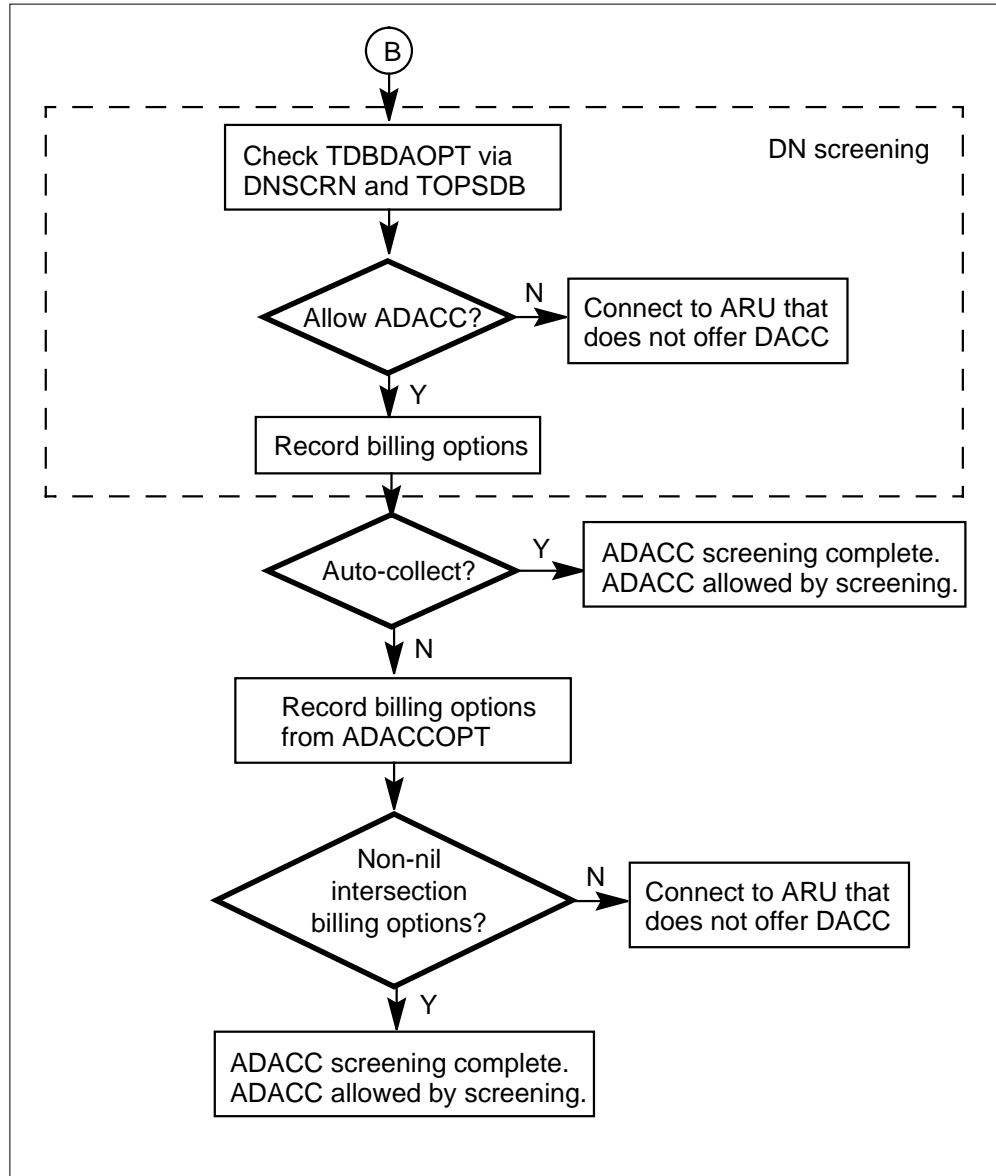 B
DN screening
Check TDBDAOPT via
DNSCRN and TOPSDB
Allow ADACC?
N
Connect to ARU that
does not offer DACC
Y
Record billing options
Auto-collect?
Y
ADACC screening complete.
ADACC allowed by screening.
N
Record billing options
from ADACCOPT
Non-nil
intersection
billing options?
N
Connect to ARU that
does not offer DACC
Y
ADACC screening complete.
ADACC allowed by screening.